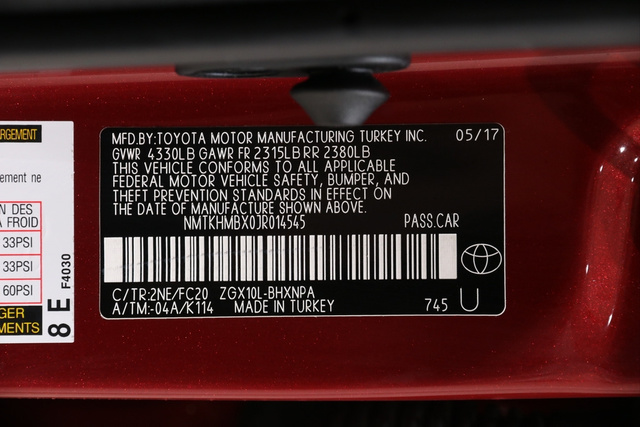 MFD.BY:TOYOTA MOTOR MANUFACTURING TURKEY INC. 05/17
GVWR 4330LB GAWR FR 2315LB RR 2380LB
THIS VEHICLE CONFORMS TO ALL APPLICABLE
FEDERAL MOTOR VEHICLE SAFETY, BUMPER, AND
THEFT PREVENTION STANDARDS IN EFFECT ON
THE DATE OF MANUFACTURE SHOWN ABOVE.
NMTKHMBX0JR014545 PASS.CAR
C/TR:2NE/FC20 ZGX10L-BHXNPA
A/TM:-04A/K114 MADE IN TURKEY 745 U
ARGEMENT
ement ne
N DES
A FROID
33PSI
33PSI
60PSI
GER
MENTS
8 E
F4030